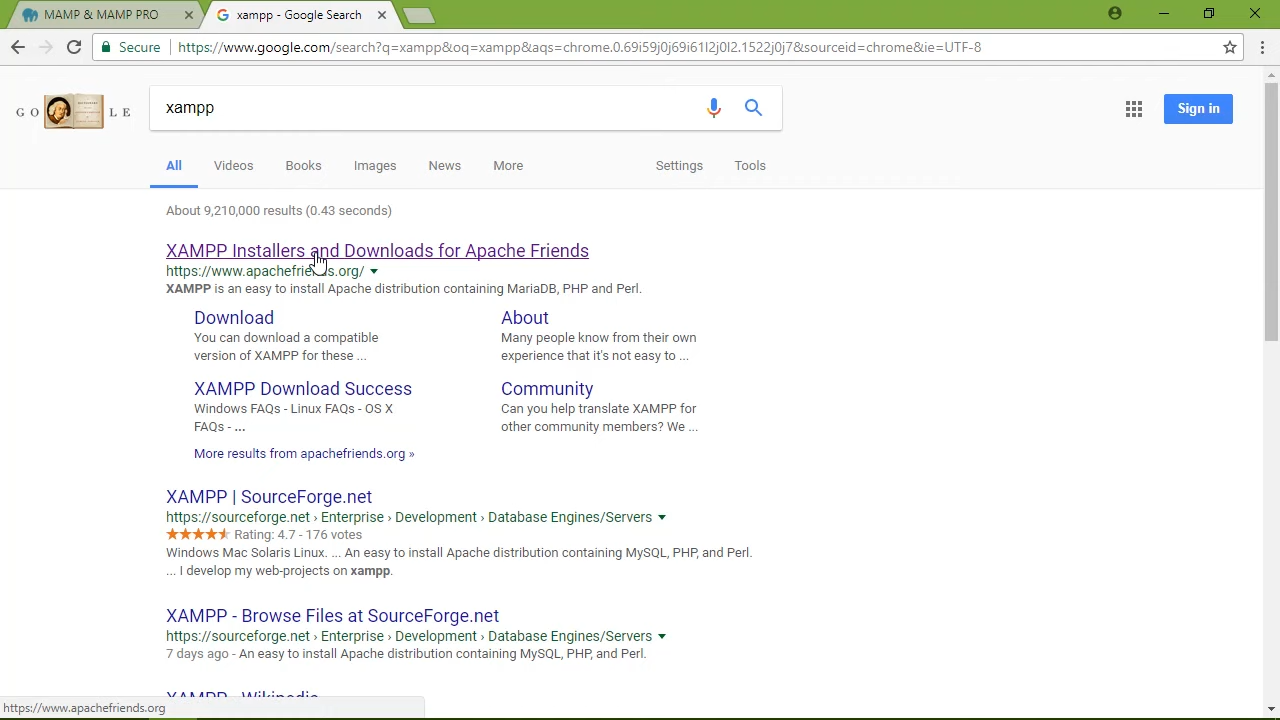 MAMP & MAMP PRO
xampp - Google Search
Secure
https://www.google.com/search?q=xampp&oq=xampp&aqs=chrome.0.69i59j0j69i61l2j0l2.1522j0j7&sourceid=chrome&ie=UTF-8
G O LE
xampp
Sign in
All Videos Books Images News More Settings Tools
About 9,210,000 results (0.43 seconds)
XAMPP Installers and Downloads for Apache Friends
https://www.apachefriends.org/
XAMPP is an easy to install Apache distribution containing MariaDB, PHP and Perl.
Download
You can download a compatible
version of XAMPP for these ...
About
Many people know from their own
experience that it's not easy to ...
XAMPP Download Success
Windows FAQs - Linux FAQs - OS X
FAQs - ...
Community
Can you help translate XAMPP for
other community members? We ...
More results from apachefriends.org »
XAMPP | SourceForge.net
https://sourceforge.net › Enterprise › Development › Database Engines/Servers
Rating: 4.7 - 176 votes
Windows Mac Solaris Linux. ... An easy to install Apache distribution containing MySQL, PHP, and Perl.
... I develop my web-projects on xampp.
XAMPP - Browse Files at SourceForge.net
https://sourceforge.net › Enterprise › Development › Database Engines/Servers
7 days ago - An easy to install Apache distribution containing MySQL, PHP, and Perl.
XAMPP - Wikipedia
https://www.apachefriends.org